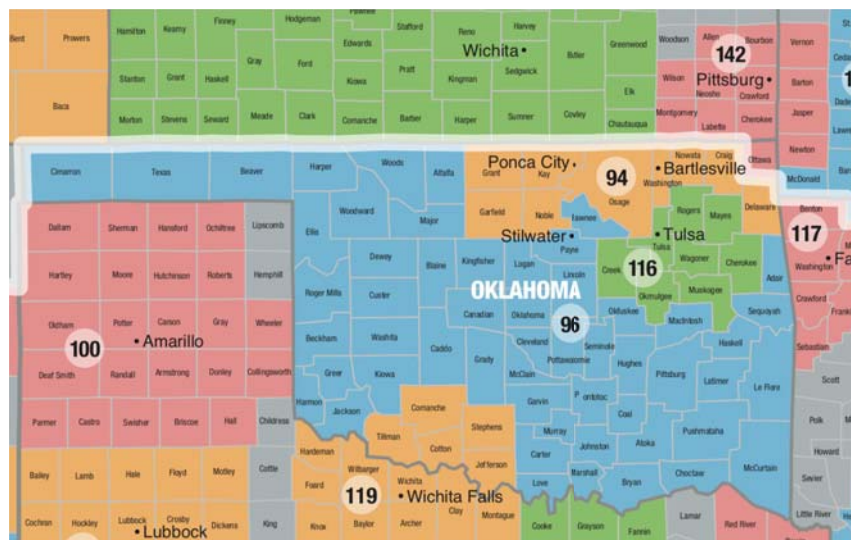 Hamilton Kearny Finney Hodgeman Pawnee Stafford Reno Harvey Butler Greenwood Woodson Allen Bourbon Vernon
Bent Prowers Gray Ford Edwards Wichita Sedgwick 142 Cedar
Stanton Grant Haskell Kiowa Pratt Kingman Elk Wilson Neosho Pittsburg Crawford Barton Dade
Baca Morton Stevens Seward Meade Clark Comanche Barber Harper Sumner Cowley Chautauqua Montgomery Labette Cherokee Jasper
Newton
Cimarron Texas Beaver Harper Woods Alfalfa Grant Kay Ponca City Nowata Craig Ottawa McDonald
94 Bartlesville
Washington
Osage
Woodward Major Garfield Noble Pawnee Rogers Mayes Delaware Benton
Dallam Sherman Hansford Ochiltree Lipscomb Ellis Stilwater Payne Tulsa 117
Tulsa
Hartley Moore Hutchinson Roberts Hemphill Dewey Blaine Kingfisher Logan Lincoln Creek 116 Wagoner Cherokee Adair Washington
Roger Mills Custer OKLAHOMA Okmulgee Muskogee
Oldham Potter Carson Gray Wheeler Canadian Oklahoma 96 Okfuskee MacIntosh Sequoyah Crawford
100 Amarillo Beckham Washita Caddo Cleveland Seminole Haskell Sebastian
Deaf Smith Randall Armstrong Donley Collingsworth Greer Kiowa Grady McClain Pottawatomie Hughes Pittsburg Latimer Le Flore Scott
Parmer Castro Swisher Briscoe Hall Childress Harmon Jackson Comanche Garvin Pontotoc Coal Pushmataha Polk
Tillman Cotton Stephens Murray Johnston Atoka Howard
Bailey Lamb Hale Floyd Motley Cottle Hardeman Wilbarger Jefferson Carter McCurtain
Foard 119 Wichita Wichita Falls Clay Love Marshall Bryan Choctaw Sevier
Cochran Hockley Lubbock Crosby Dickens King Knox Baylor Archer Montague Cooke Grayson Fannin Lamar Red River Little River
Lubbock